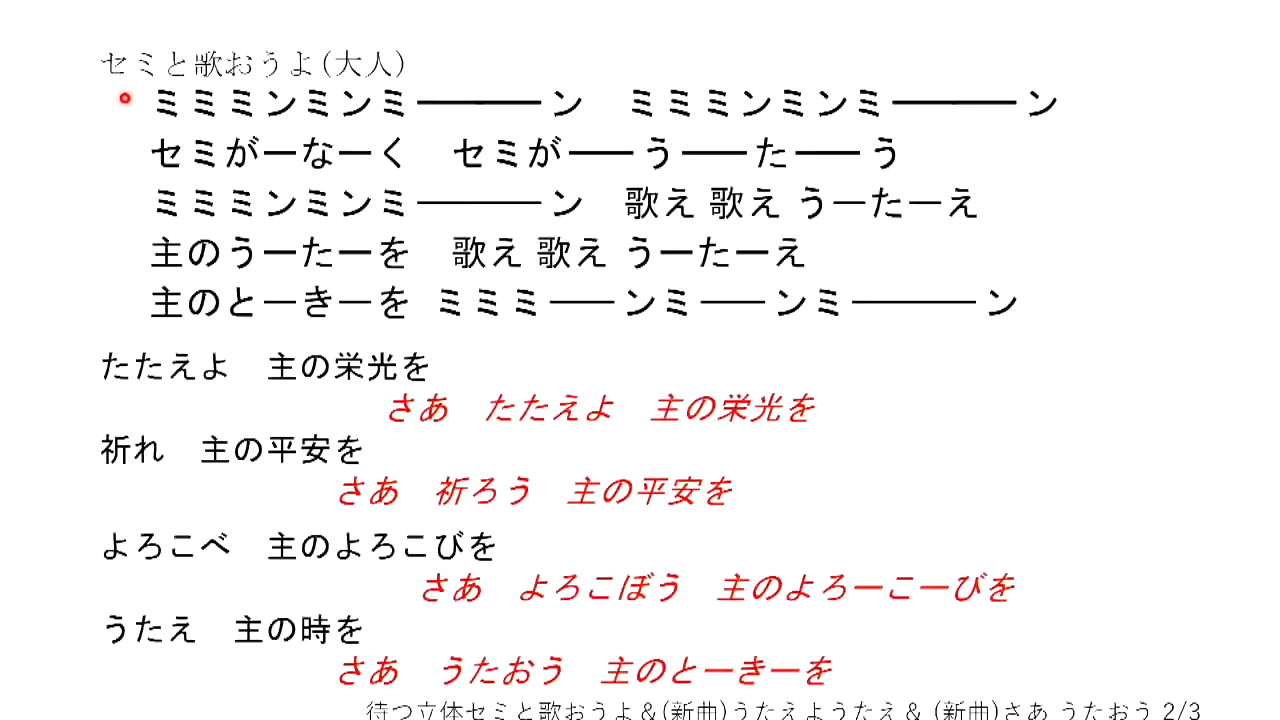 セミと歌おうよ(大人)
ミミミンミンミ――――ン　ミミミンミンミ――――ン
セミがーなーく　セミが――う――た――う
ミミミンミンミ――――ン　歌え 歌え うーたーえ
主のうーたーを　歌え 歌え うーたーえ
主のとーきーを ミミミ――ンミ――ンミ――――ン
たたえよ　主の栄光を
さあ　たたえよ　主の栄光を
祈れ　主の平安を
さあ　祈ろう　主の平安を
よろこべ　主のよろこびを
さあ　よろこぼう　主のよろーこーびを
うたえ　主の時を
さあ　うたおう　主のとーきーを
待つ立体セミと歌おうよ＆(新曲)うたえようたえ＆ (新曲)さあ うたおう 2/3